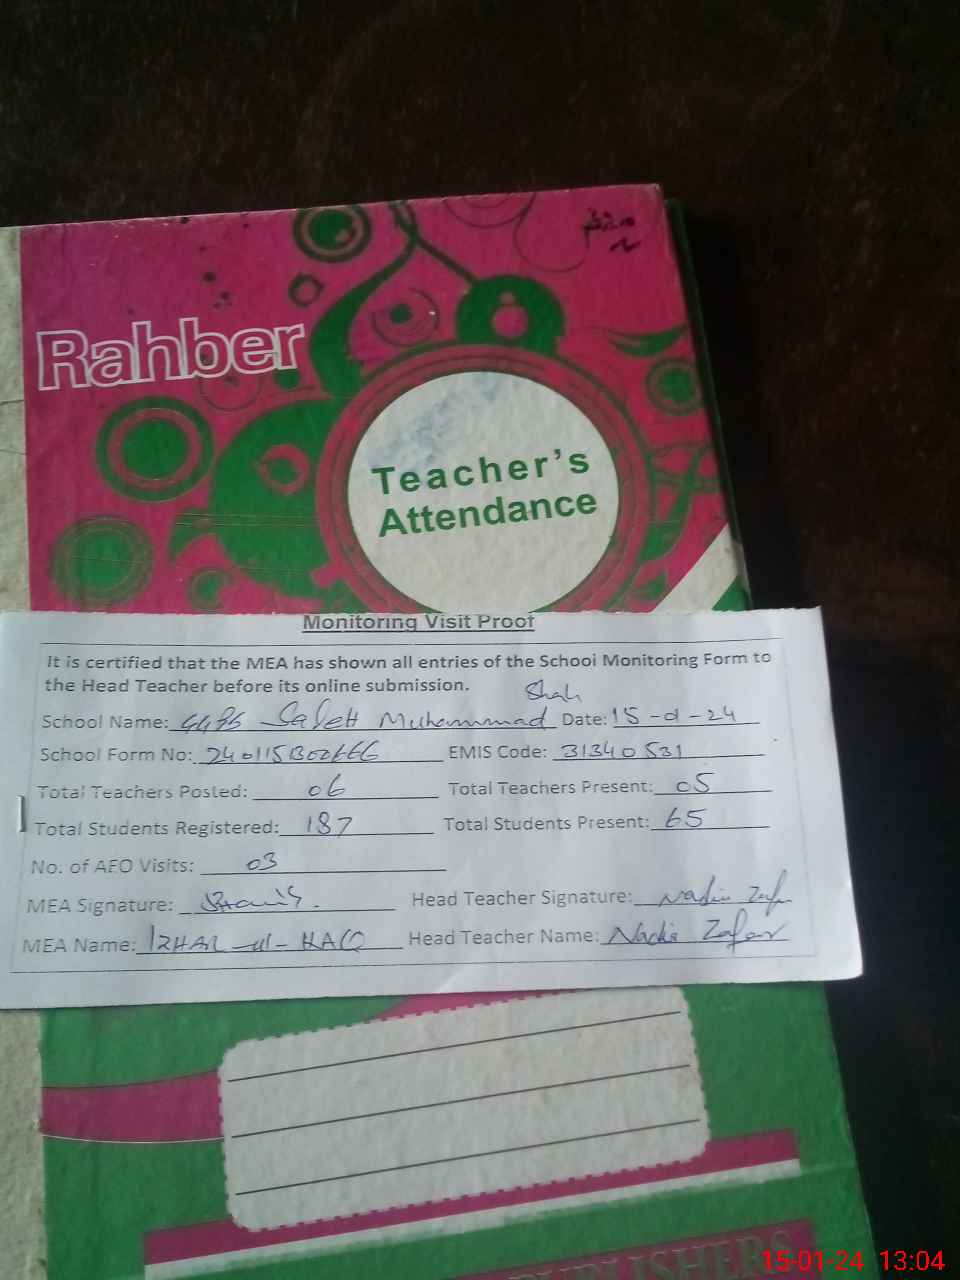 Rahber
Teacher's
Attendance
Monitoring Visit Proof
It is certified that the MEA has shown all entries of the School Monitoring Form to
the Head Teacher before its online submission.
Shah
School Name: Saleh Muhammad Date: 15-01-24
School Form No: EMIS Code: 31340531
Total Teachers Posted: 06 Total Teachers Present: 05
Total Students Registered: 187 Total Students Present: 65
No. of AEO Visits: 03
MEA Signature: Head Teacher Signature: Nadia Zafar
MEA Name: IZHAR-ul-HAQ Head Teacher Name: Nadia Zafar
PUBLISHERS
15-01-24 13:04